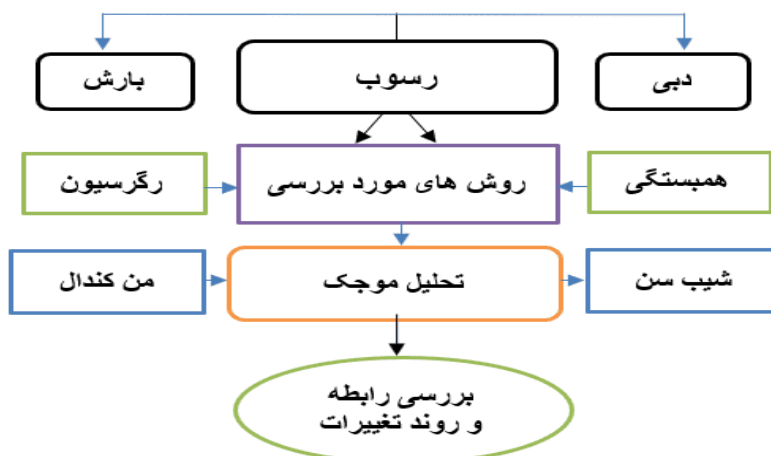 دبی
رسوب
بارش
همبستگی
روش های مورد بررسی
رگرسیون
شیب سن
تحلیل موجک
من کندال
بررسی رابطه
و روند تغییرات